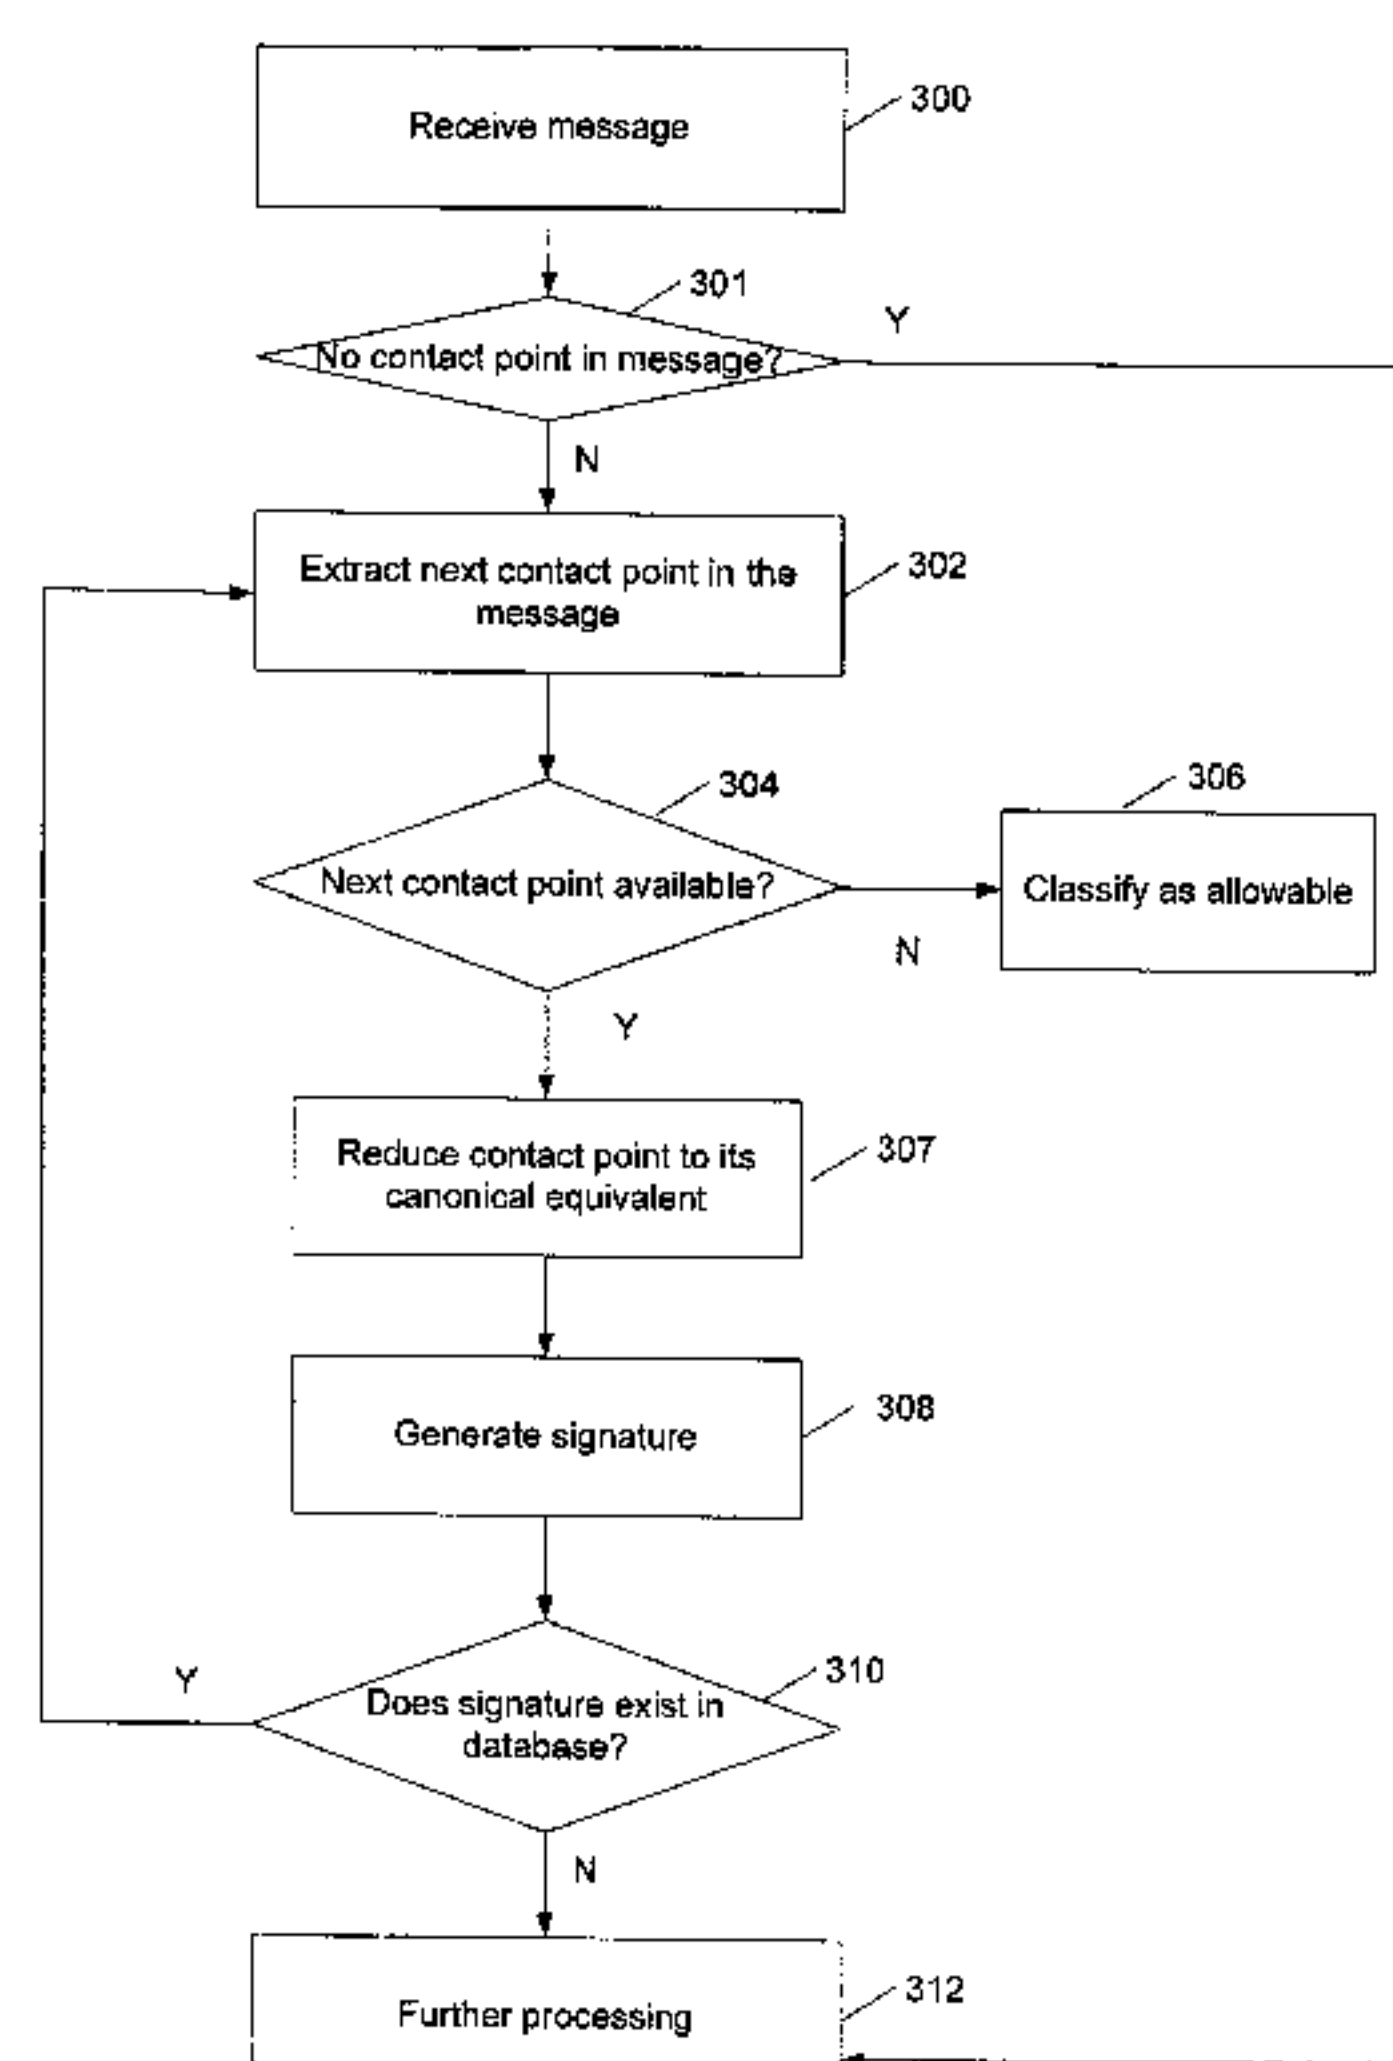 Receive message
300
301
No contact point in message?
Y
N
Extract next contact point in the
message
302
304
Next contact point available?
N
306
Classify as allowable
Y
Reduce contact point to its
canonical equivalent
307
Generate signature
308
310
Does signature exist in
database?
Y
N
Further processing
312